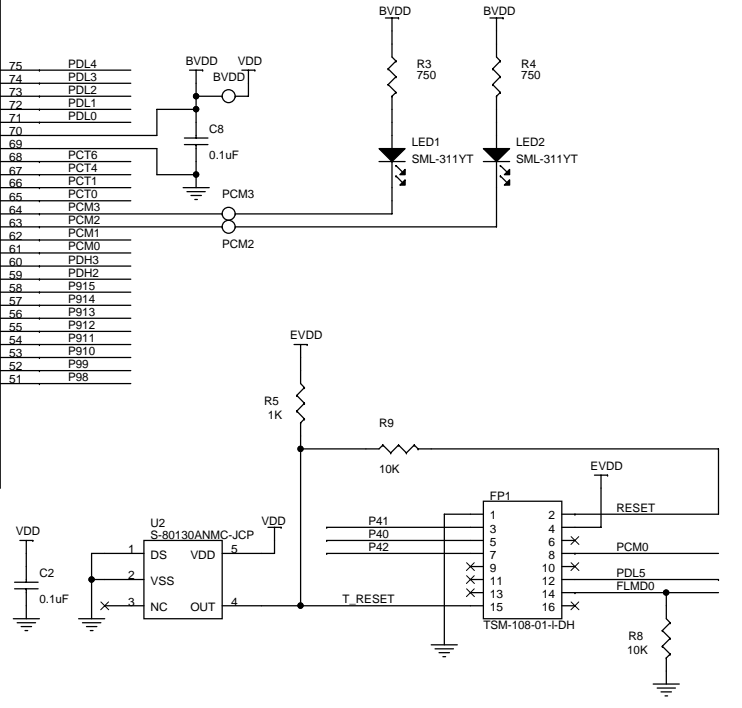 BVDD
BVDD
R3
750
R4
750
75 PDL4
74 PDL3
73 PDL2
72 PDL1
71 PDL0
70
69
68 PCT6
67 PCT4
66 PCT1
65 PCT0
64 PCM3
63 PCM2
62 PCM1
61 PCM0
60 PDH3
59 PDH2
58 P915
57 P914
56 P913
55 P912
54 P911
53 P910
52 P99
51 P98
BVDD VDD
BVDD
C8
0.1uF
LED1
SML-311YT
LED2
SML-311YT
PCM3
PCM2
EVDD
R5
1K
R9
10K
EVDD
VDD
C2
0.1uF
U2
S-80130ANMC-JCP
VDD
1 DS VDD 5
2 VSS
3 NC OUT 4
T_RESET
P41
P40
P42
FP1
1 2
3 4
5 6
7 8
9 10
11 12
13 14
15 16
TSM-108-01-I-DH
RESET
PCM0
PDL5
FLMD0
R8
10K